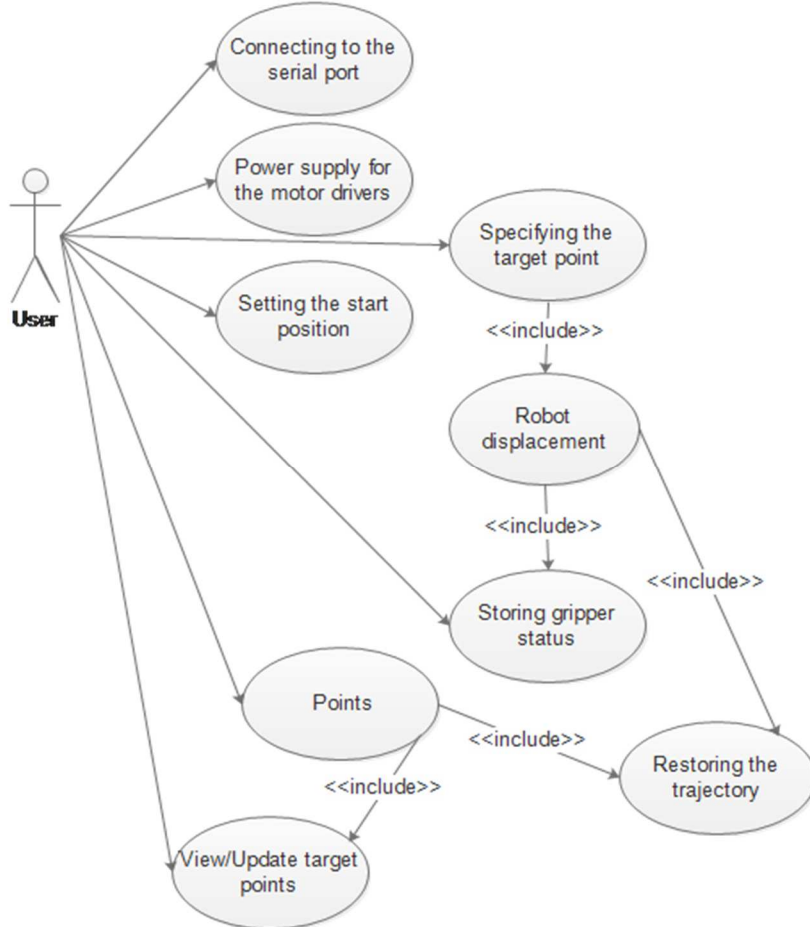 Connecting to the
serial port
Power supply for
the motor drivers
Specifying the
target point
User
Setting the start
position
<<include>>
Robot
displacement
<<include>>
<<include>>
Storing gripper
status
Points
<<include>>
Restoring the
trajectory
<<include>>
View/Update target
points